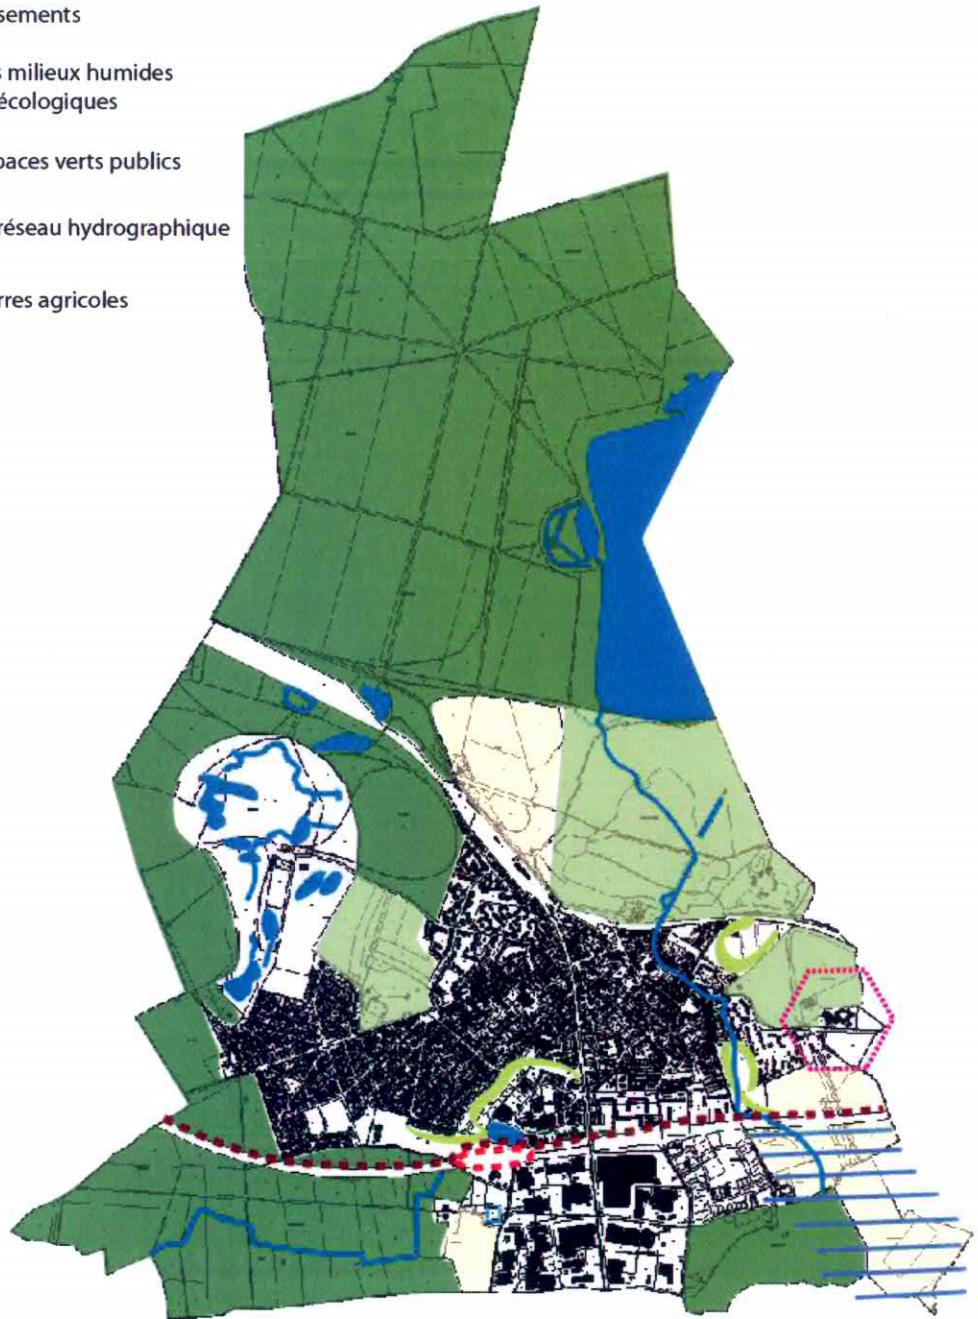 sements
s milieux humides
écologiques
paces verts publics
réseau hydrographique
rres agricoles